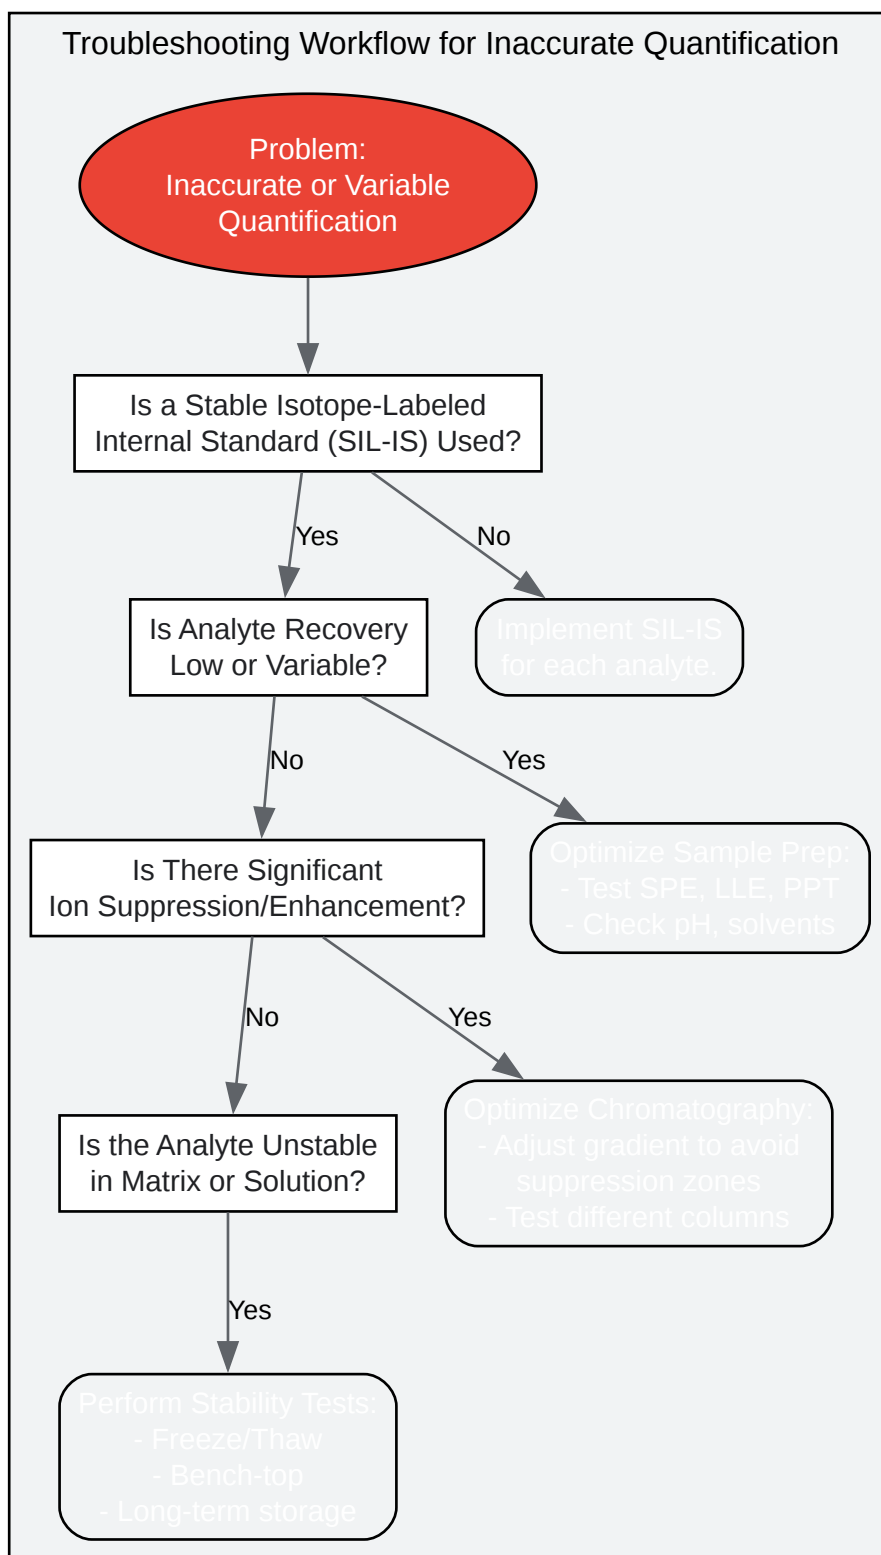 Troubleshooting Workflow for Inaccurate Quantification
Problem:
Inaccurate or Variable
Quantification
Is a Stable Isotope-Labeled
Internal Standard (SIL-IS) Used?
Yes
No
Is Analyte Recovery
Low or Variable?
Implement SIL-IS
for each analyte.
No
Yes
Is There Significant
Ion Suppression/Enhancement?
Optimize Sample Prep:
- Test SPE, LLE, PPT
- Check pH, solvents
No
Yes
Is the Analyte Unstable
in Matrix or Solution?
Optimize Chromatography:
- Adjust gradient to avoid
suppression zones
- Test different columns
Yes
Perform Stability Tests:
- Freeze/Thaw
- Bench-top
- Long-term storage